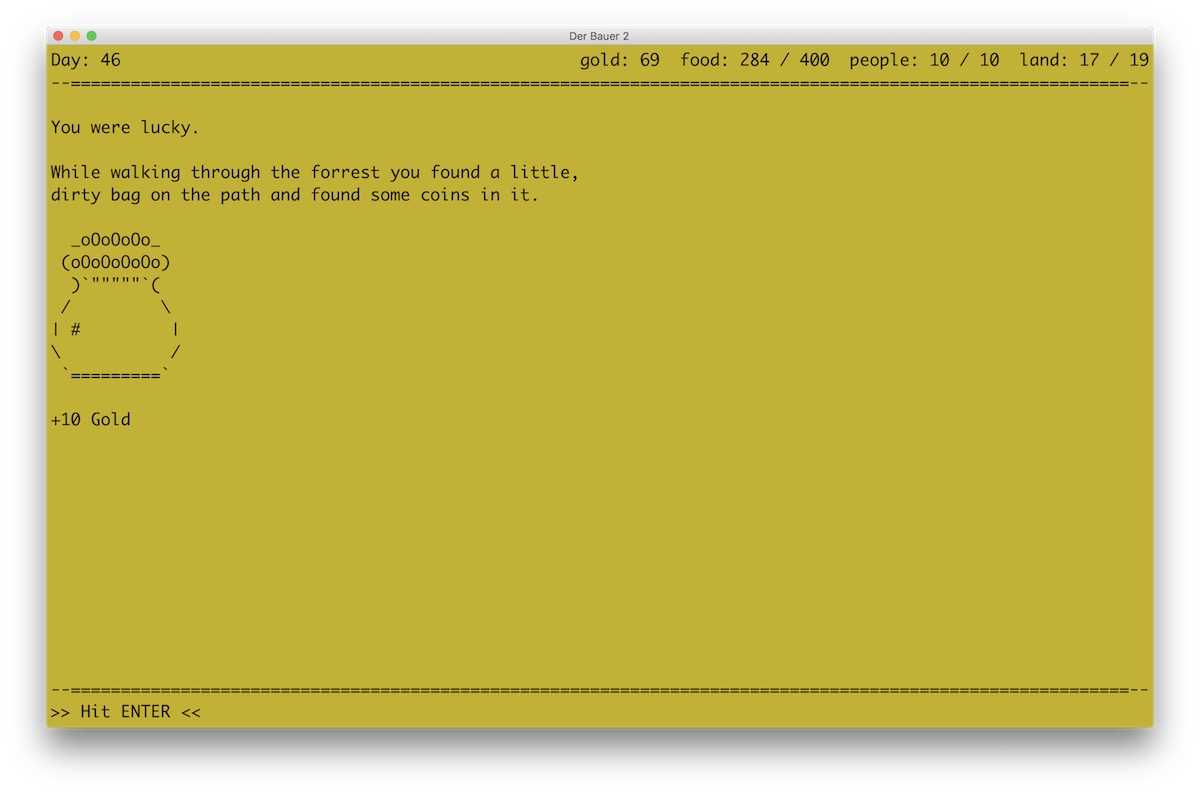 Der Bauer 2
Day: 46 gold: 69 food: 284 / 400 people: 10 / 10 land: 17 / 19
--==========================================================================================================--
You were lucky.
While walking through the forrest you found a little,
dirty bag on the path and found some coins in it.
  _oOoOoOo_
 (oOoOoOoOo)
  )`"""""`(
 /         \
| #         |
\           /
 `=========`
+10 Gold
--==========================================================================================================--
>> Hit ENTER <<